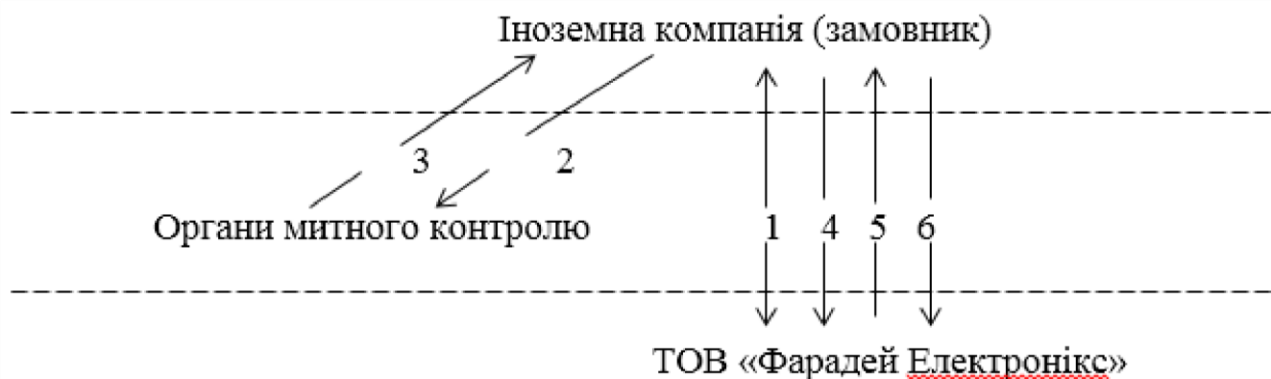 Іноземна компанія (замовник)
3 2
Органи митного контролю 1 4 5 6
ТОВ «Фарадей Електронікс»